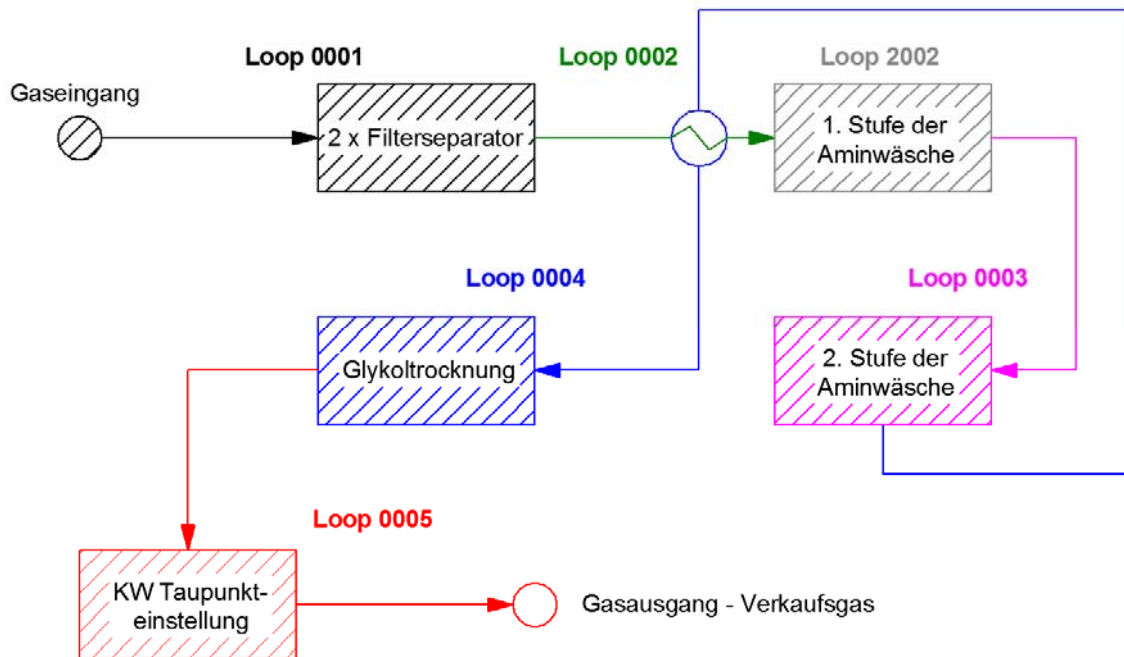 Loop 0001
Loop 0002
Loop 2002
Gaseingang
2 x Filterseparator
1. Stufe der
Aminwäsche
Loop 0004
Loop 0003
Glykoltrocknung
2. Stufe der
Aminwäsche
Loop 0005
KW Taupunkt-
einstellung
Gasausgang - Verkaufsgas